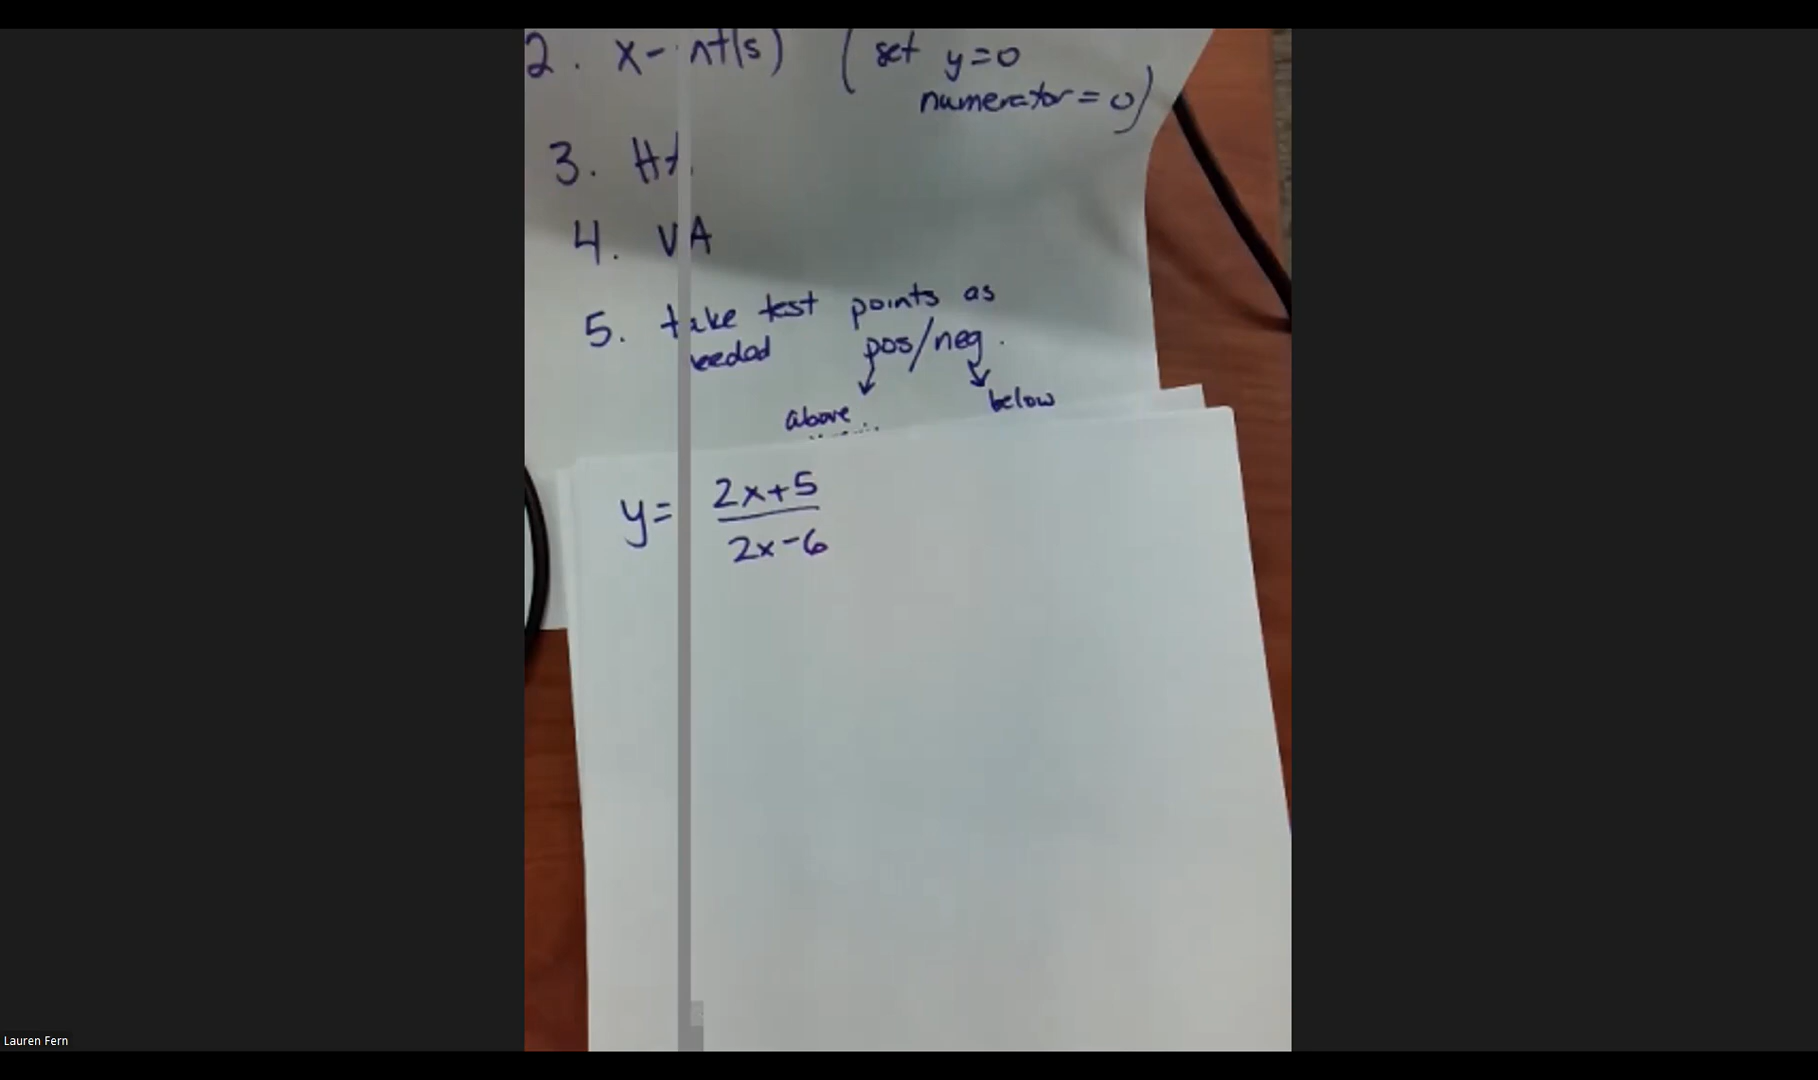 2. x-int(s) (set y=0
numerator = 0)
3. HA
4. VA
5. take test points as
needed pos/neg.
above below
y = 2x+5
2x-6
Lauren Fern